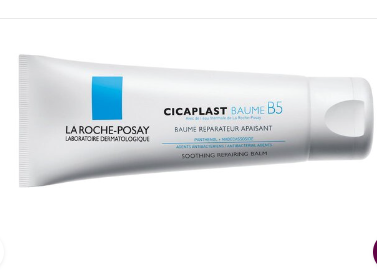 LA ROCHE-POSAY
LABORATOIRE DERMATOLOGIQUE
CICAPLAST BAUME B5
BAUME RÉPARATEUR APAISANT
SOOTHING REPAIRING BALM